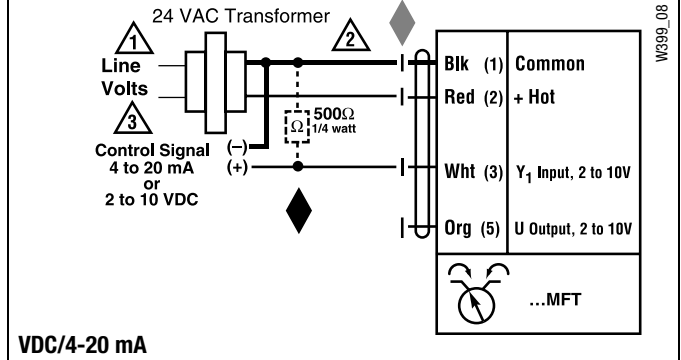 24 VAC Transformer
1
2
W399_08
Line
Volts
Blk (1) Common
Red (2) + Hot
3
500Ω
1/4 watt
Ω
Control Signal (–)
4 to 20 mA (+)
or
2 to 10 VDC
Wht (3) Y1 Input, 2 to 10V
Org (5) U Output, 2 to 10V
...MFT
VDC/4-20 mA